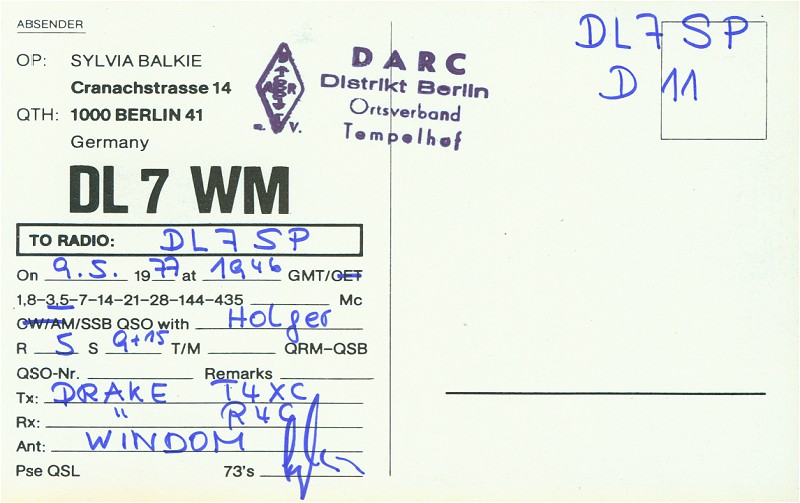 ABSENDER
OP: SYLVIA BALKIE
Cranachstrasse 14
QTH: 1000 BERLIN 41
Germany
DARC
e. V.
DARC
Distrikt Berlin
Ortsverband
Tempelhof
DL7SP
D 11
DL 7 WM
TO RADIO: DL7SP
On 9.5. 1977 at 1946 GMT/CET
1,8-3,5-7-14-21-28-144-435 Mc
CW/AM/SSB QSO with Holger
R 5 S 9+15 T/M QRM-QSB
QSO-Nr. Remarks
Tx: DRAKE T4XC
Rx: " R4C
Ant: WINDOM
Pse QSL 73's